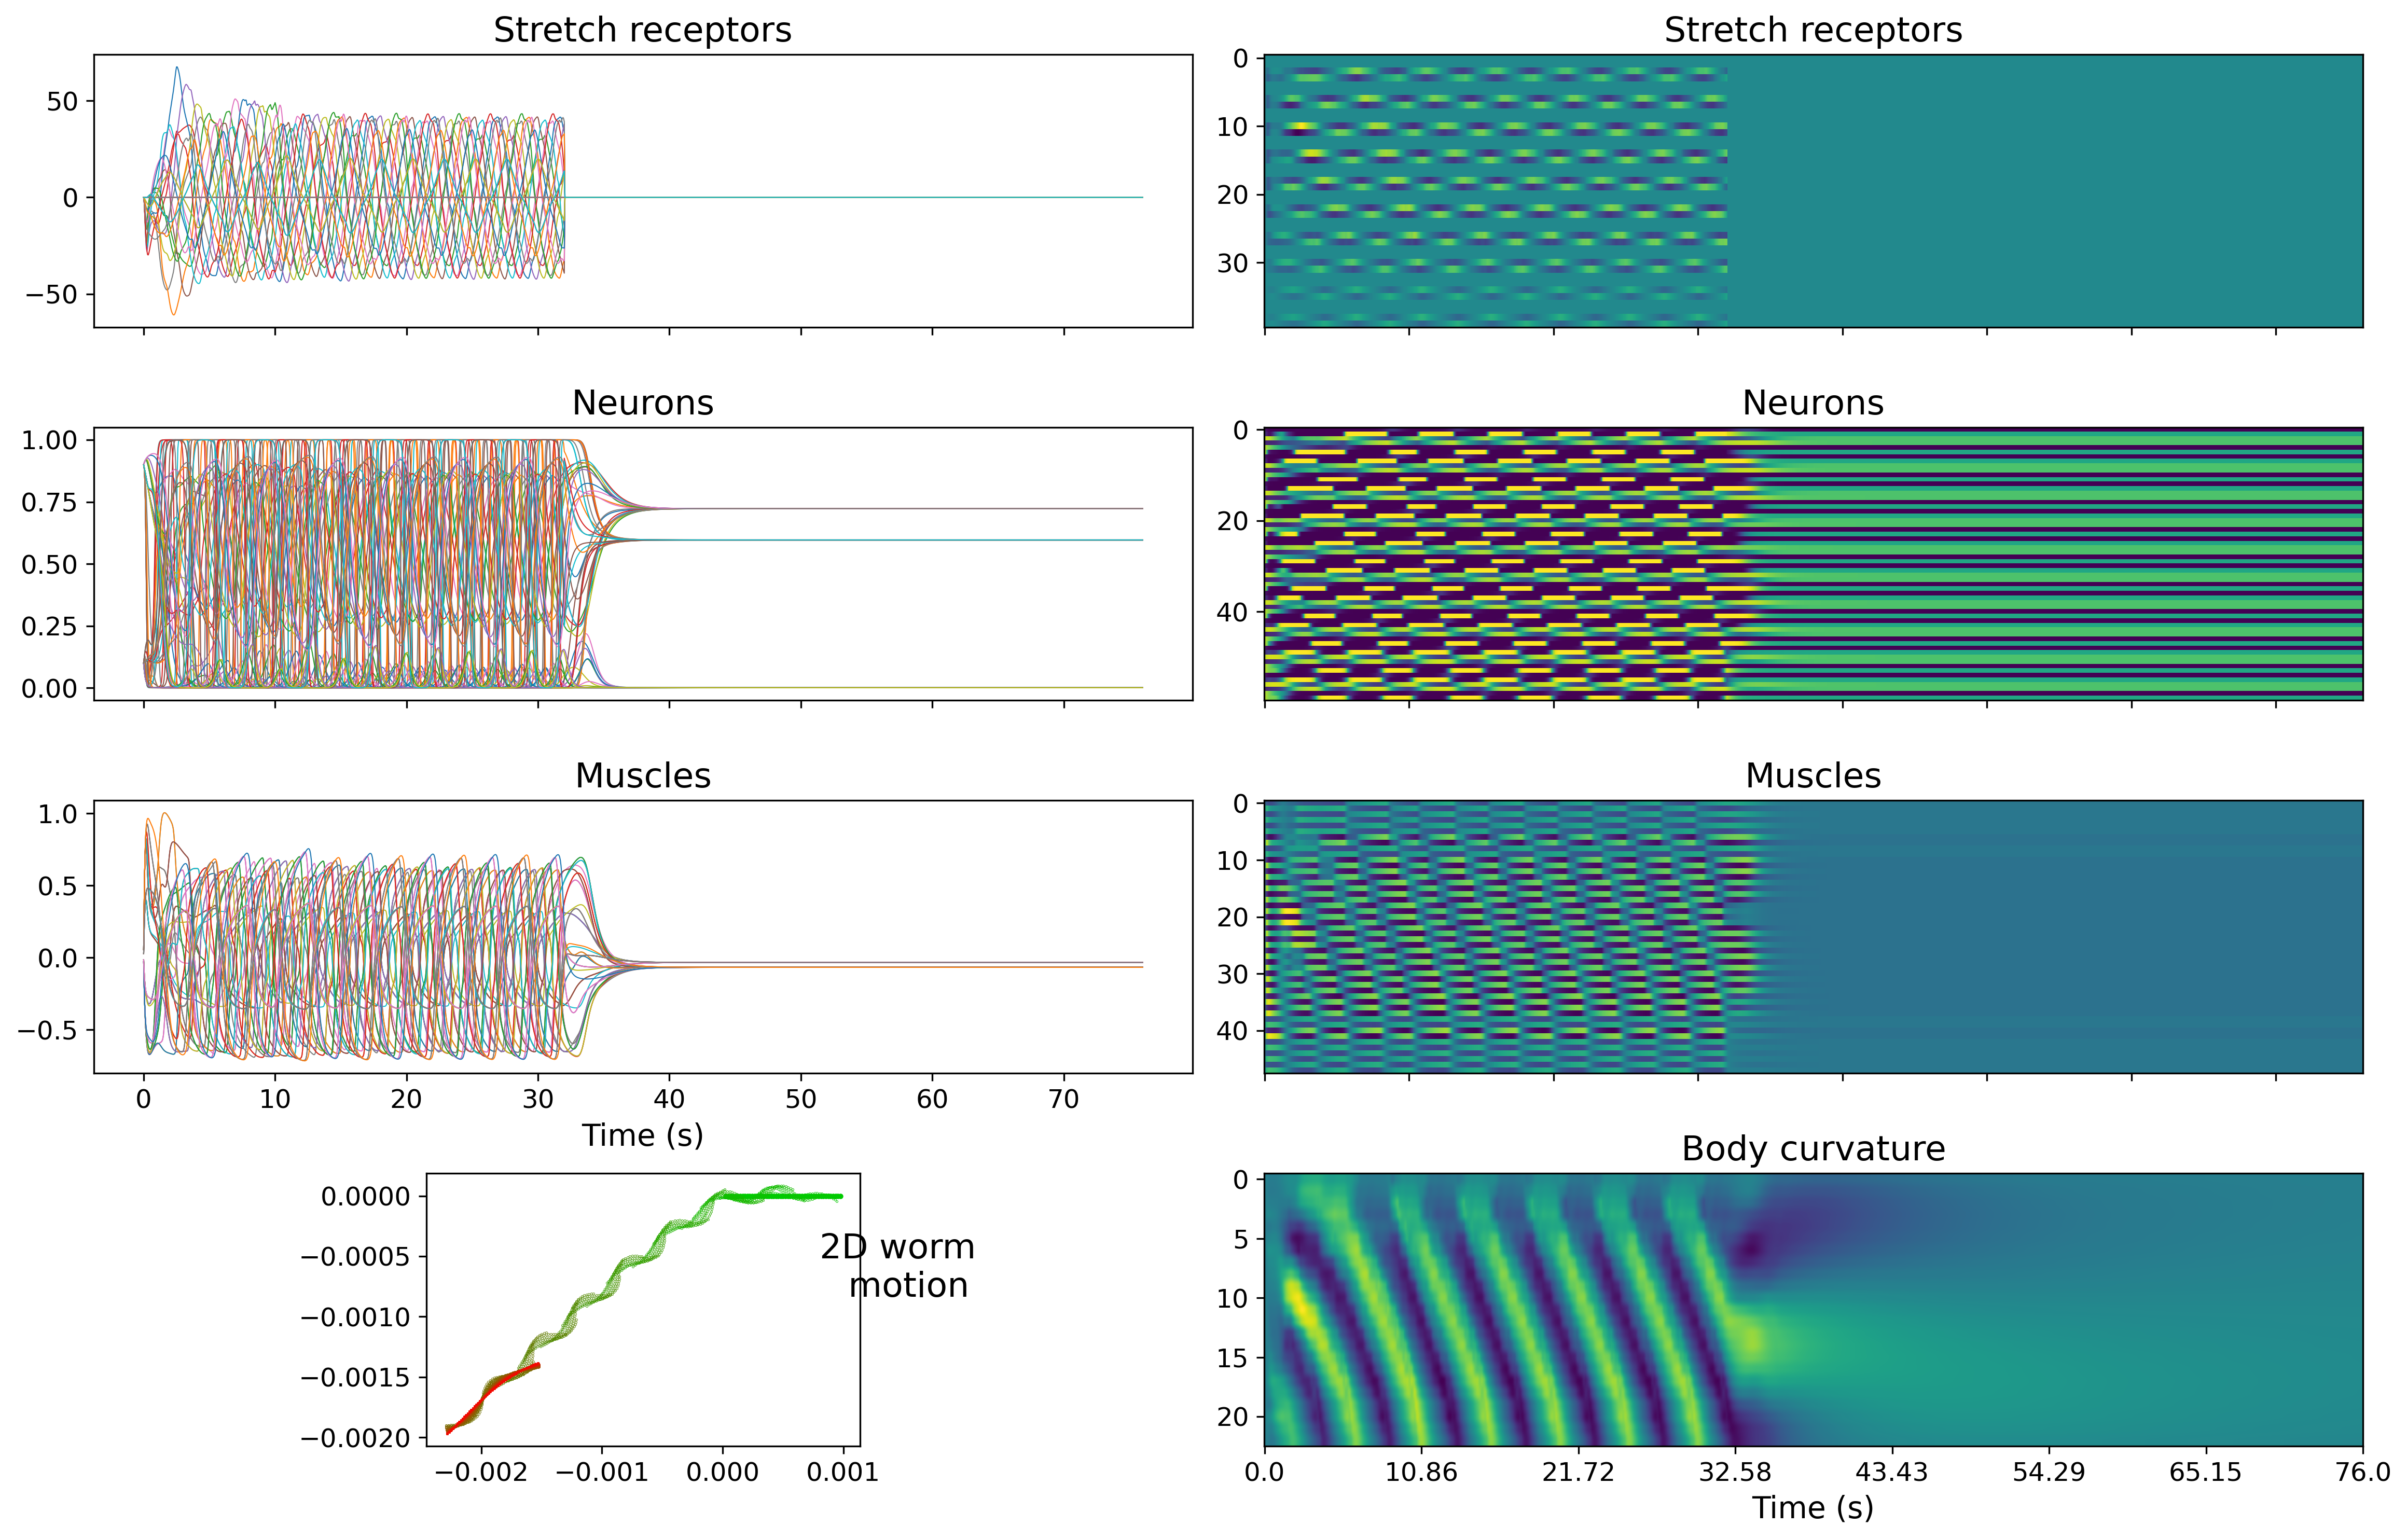 Stretch receptors
50
0
−50
Stretch receptors
0
10
20
30
Neurons
1.00
0.75
0.50
0.25
0.00
Neurons
0
20
40
Muscles
1.0
0.5
0.0
−0.5
0 10 20 30 40 50 60 70
Time (s)
Muscles
0
10
20
30
40
0.0000
−0.0005
−0.0010
−0.0015
−0.0020
−0.002 −0.001 0.000 0.001
2D worm
motion
Body curvature
0
5
10
15
20
0.0 10.86 21.72 32.58 43.43 54.29 65.15 76.0
Time (s)